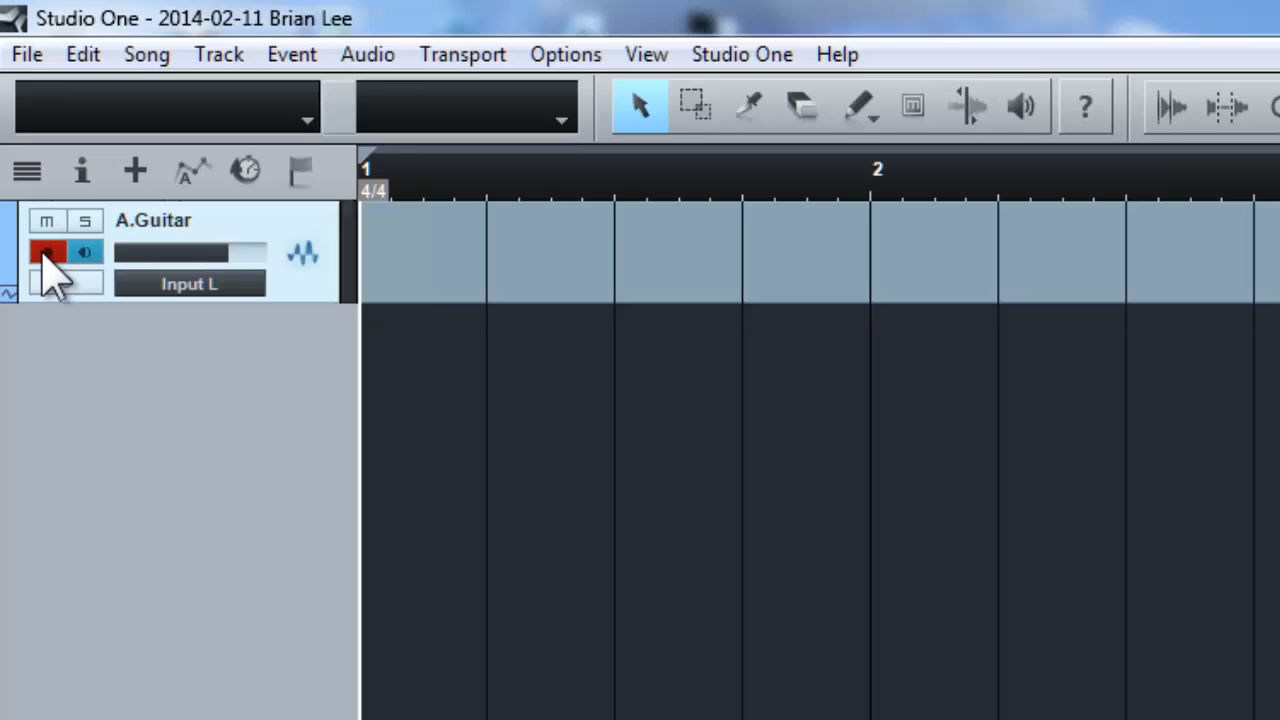 Studio One - 2014-02-11 Brian Lee
File Edit Song Track Event Audio Transport Options View Studio One Help
?
1 2
4/4
m S A.Guitar
Input L